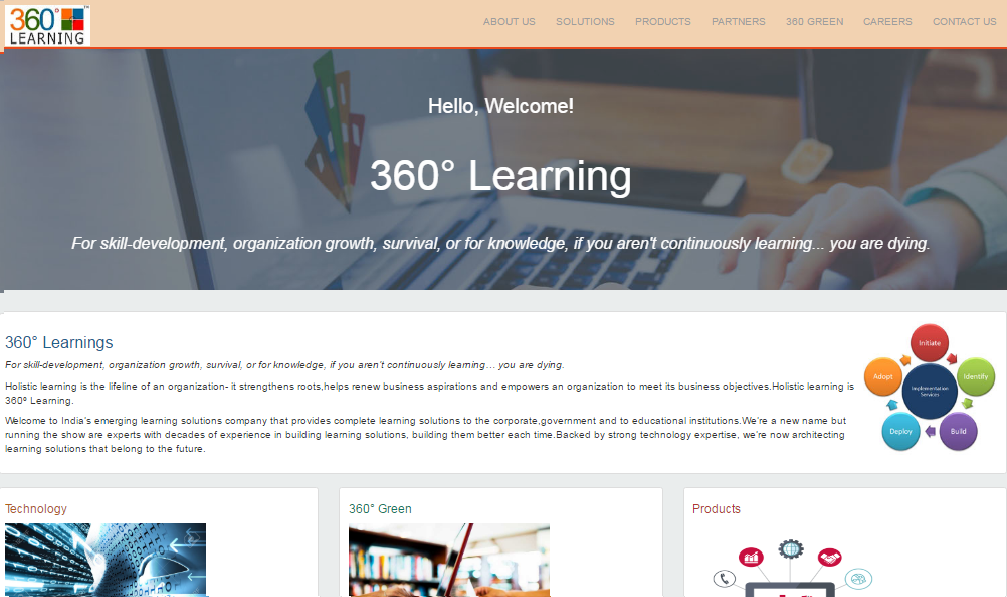 360°
LEARNING
ABOUT US SOLUTIONS PRODUCTS PARTNERS 360 GREEN CAREERS CONTACT US
Hello, Welcome!
360° Learning
For skill-development, organization growth, survival, or for knowledge, if you aren't continuously learning... you are dying.
360° Learnings
For skill-development, organization growth, survival, or for knowledge, if you aren't continuously learning... you are dying.
Holistic learning is the lifeline of an organization- it strengthens roots,helps renew business aspirations and empowers an organization to meet its business objectives.Holistic learning is
360º Learning.
Welcome to India's emerging learning solutions company that provides complete learning solutions to the corporate,government and to educational institutions.We're a new name but
running the show are experts with decades of experience in building learning solutions, building them better each time.Backed by strong technology expertise, we're now architecting
learning solutions that belong to the future.
Initiate
Adopt
Identify
Implementation
Services
Deploy
Build
Technology
360° Green
Products